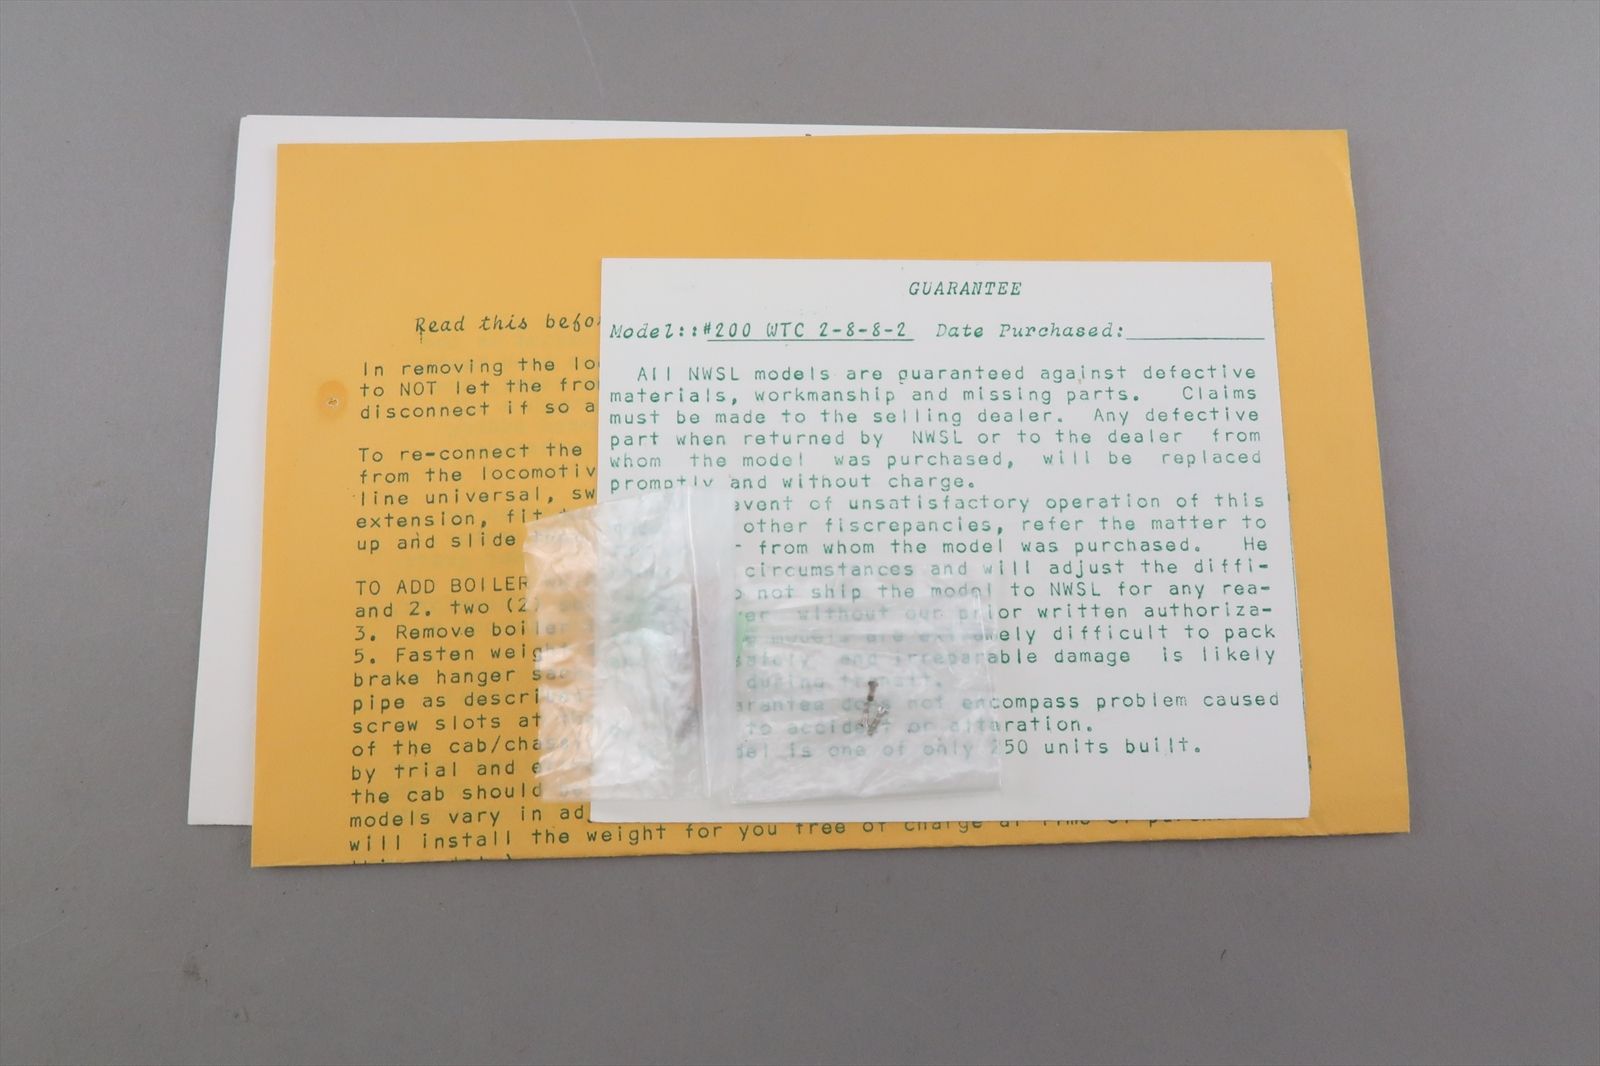 GUARANTEE
Model::#200 WTC 2-8-8-2 Date Purchased:
All NWSL models are guaranteed against defective
materials, workmanship and missing parts. Claims
must be made to the selling dealer. Any defective
part when returned by NWSL or to the dealer from
whom the model was purchased, will be replaced
promptly and without charge.
event of unsatisfactory operation of this
other fiscrepancies, refer the matter to
from whom the model was purchased. He
circumstances and will adjust the diffi-
not ship the model to NWSL for any rea-
without our prior written authoriza-
models are extremely difficult to pack
safely and irreparable damage is likely
during transit.
does not encompass problem caused
to accident or alteration.
is one of only 250 units built.
Read this
In removing the
to NOT let the
disconnect if so
To re-connect the
from the
line universal,
extension, fit
up and slide
TO ADD BOILER
and 2. two (2)
3. Remove boiler
5. Fasten weight
brake hanger
pipe as
screw slots at
of the
by trial and
the cab should
models vary in
will install the weight for you free of charge at time of